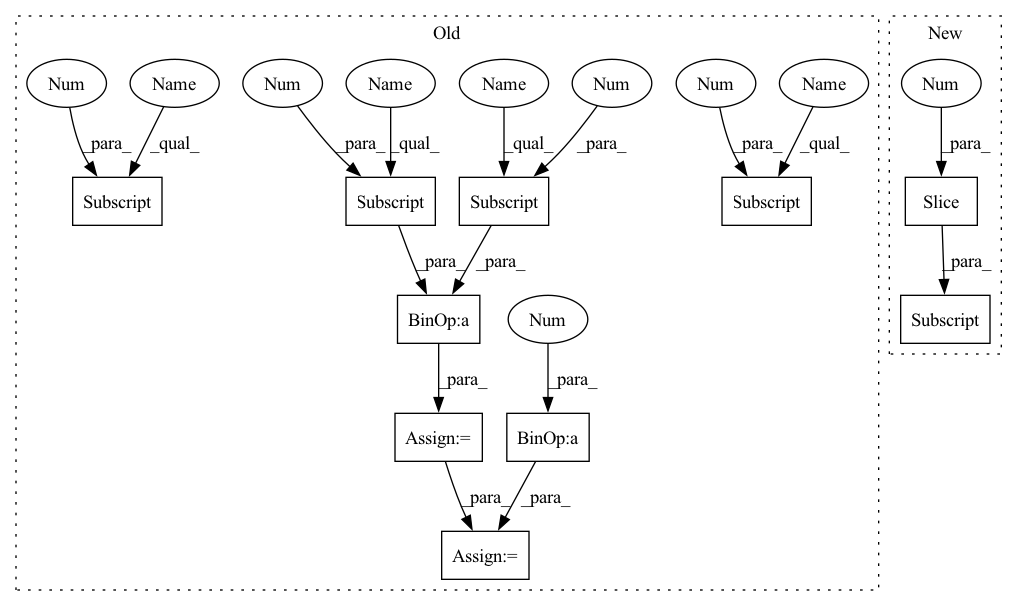 Old
New
Num
Name
Num
Name
Name
Num
Num
Name
Num
_para_
_qual_
_para_
_qual_
_qual_
_para_
_para_
_qual_
_para_
Subscript
Subscript
Subscript
Subscript
Slice
_para_
_para_
_para_
BinOp:a
Num
Subscript
_para_
_para_
Assign:=
BinOp:a
_para_
_para_
Assign:=